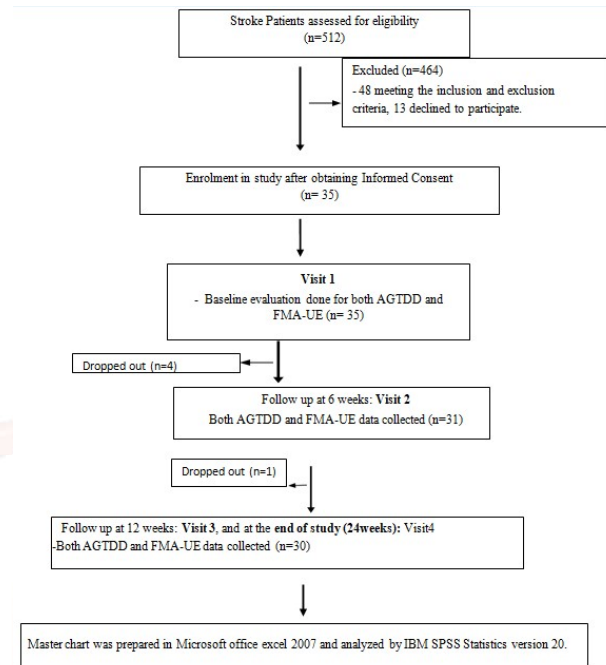 Stroke Patients assessed for eligibility
(n=512)
Excluded (n=464)
- 48 meeting the inclusion and exclusion
criteria, 13 declined to participate.
Enrolment in study after obtaining Informed Consent
(n= 35)
Visit 1
- Baseline evaluation done for both AGTDD and
FMA-UE (n= 35)
Dropped out (n=4)
Follow up at 6 weeks: Visit 2
Both AGTDD and FMA-UE data collected (n=31)
Dropped out (n=1)
Follow up at 12 weeks: Visit 3, and at the end of study (24weeks): Visit4
-Both AGTDD and FMA-UE data collected (n=30)
Master chart was prepared in Microsoft office excel 2007 and analyzed by IBM SPSS Statistics version 20.